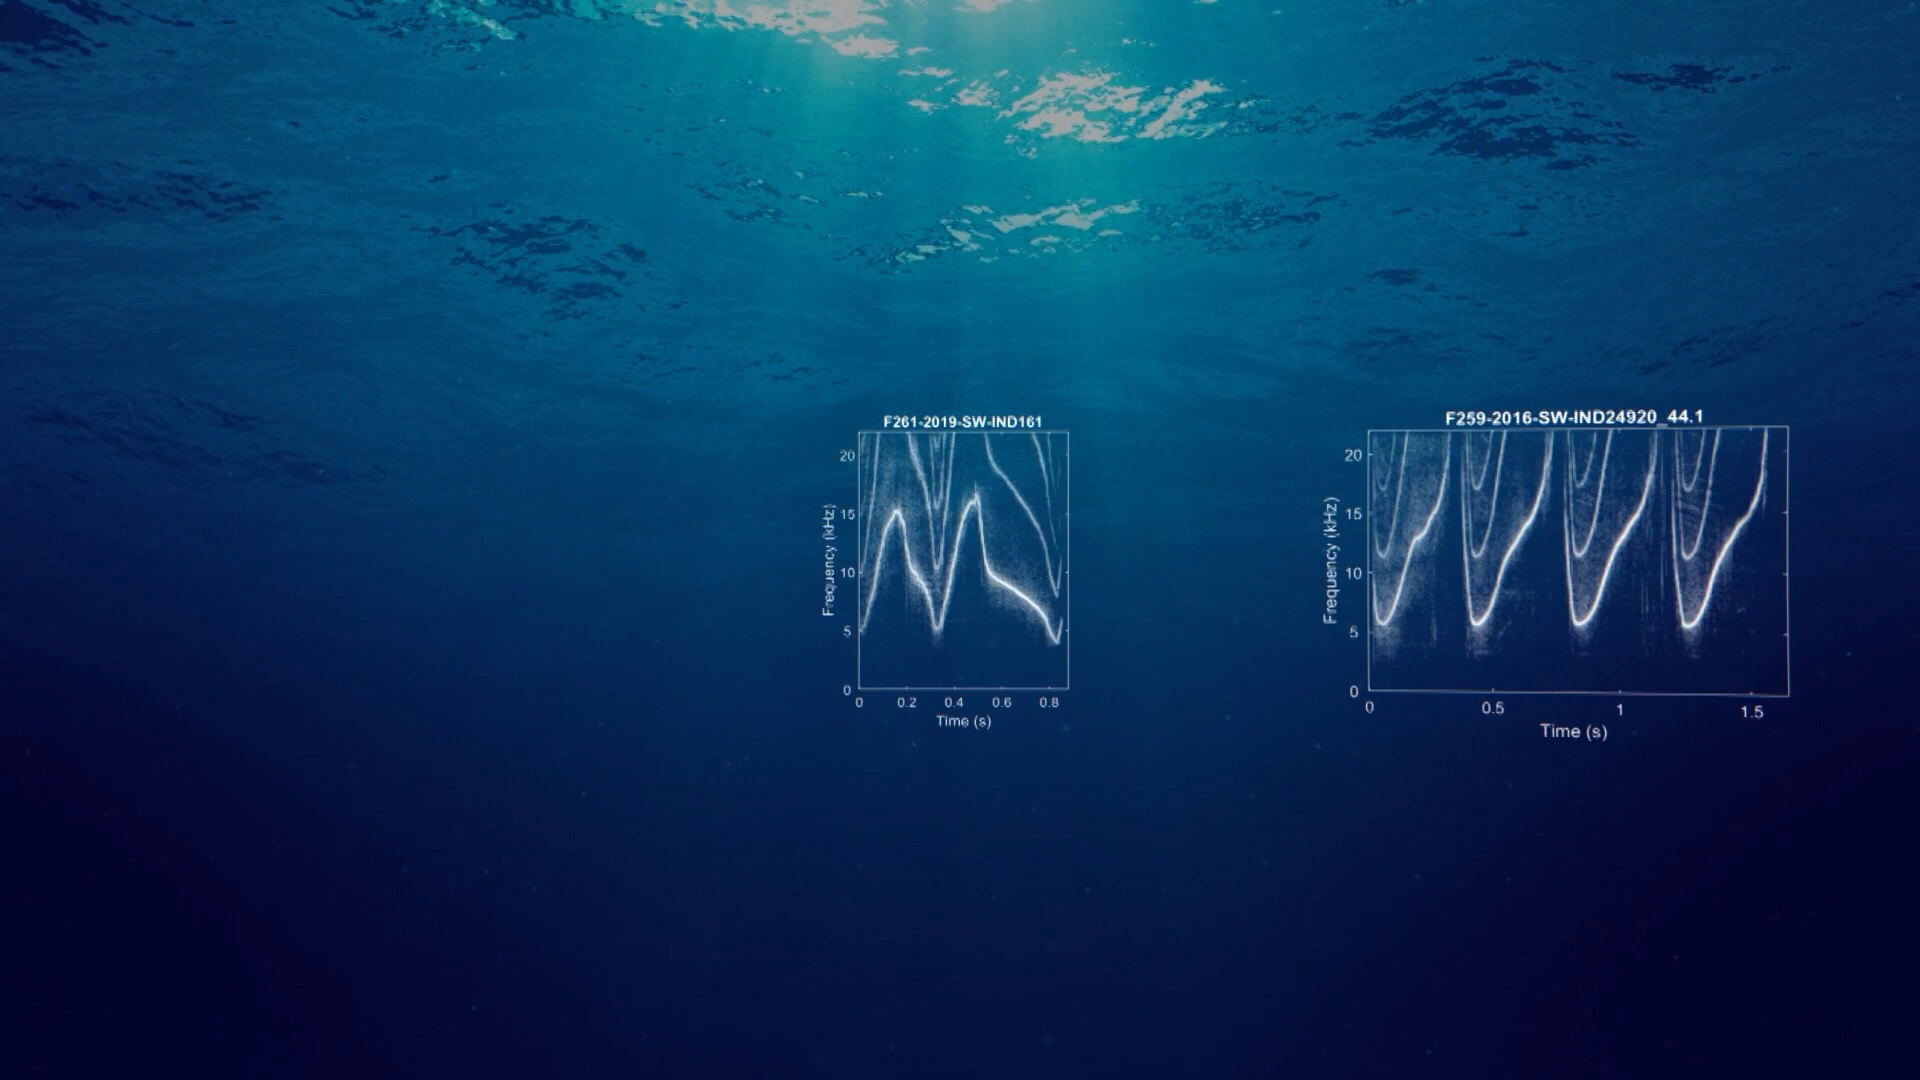 F261-2019-SW-IND161
20
15
10
5
0
Frequency (kHz)
0 0.2 0.4 0.6 0.8
Time (s)
F259-2016-SW-IND24920_44.1
20
15
10
5
0
Frequency (kHz)
0 0.5 1 1.5
Time (s)